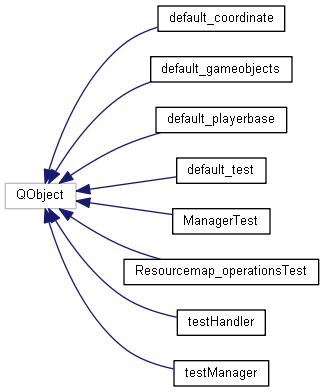 default_coordinate
default_gameobjects
default_playerbase
default_test
QObject
ManagerTest
Resourcemap_operationsTest
testHandler
testManager